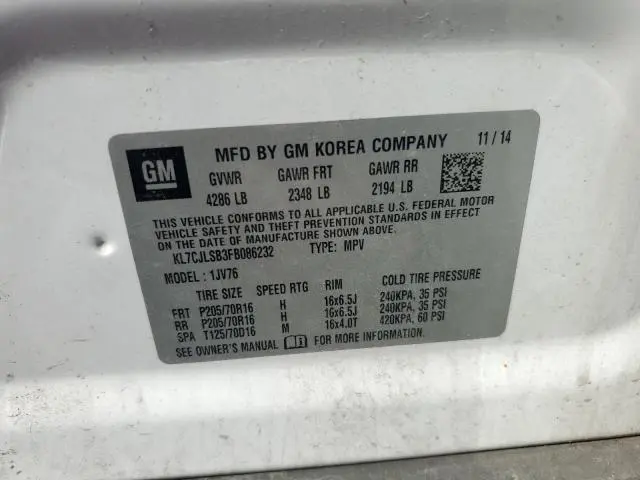 GM
MFD BY GM KOREA COMPANY 11/14
GVWR GAWR FRT GAWR RR
4286 LB 2348 LB 2194 LB
THIS VEHICLE CONFORMS TO ALL APPLICABLE U.S. FEDERAL MOTOR
VEHICLE SAFETY AND THEFT PREVENTION STANDARDS IN EFFECT
ON THE DATE OF MANUFACTURE SHOWN ABOVE.
KL7CJLSB3FB086232 TYPE: MPV
MODEL : 1JV76
TIRE SIZE SPEED RTG RIM COLD TIRE PRESSURE
FRT P205/70R16 H 16x6.5J 240KPA, 35 PSI
RR P205/70R16 H 16x6.5J 240KPA, 35 PSI
SPA T125/70D16 M 16x4.0T 420KPA, 60 PSI
SEE OWNER'S MANUAL FOR MORE INFORMATION.